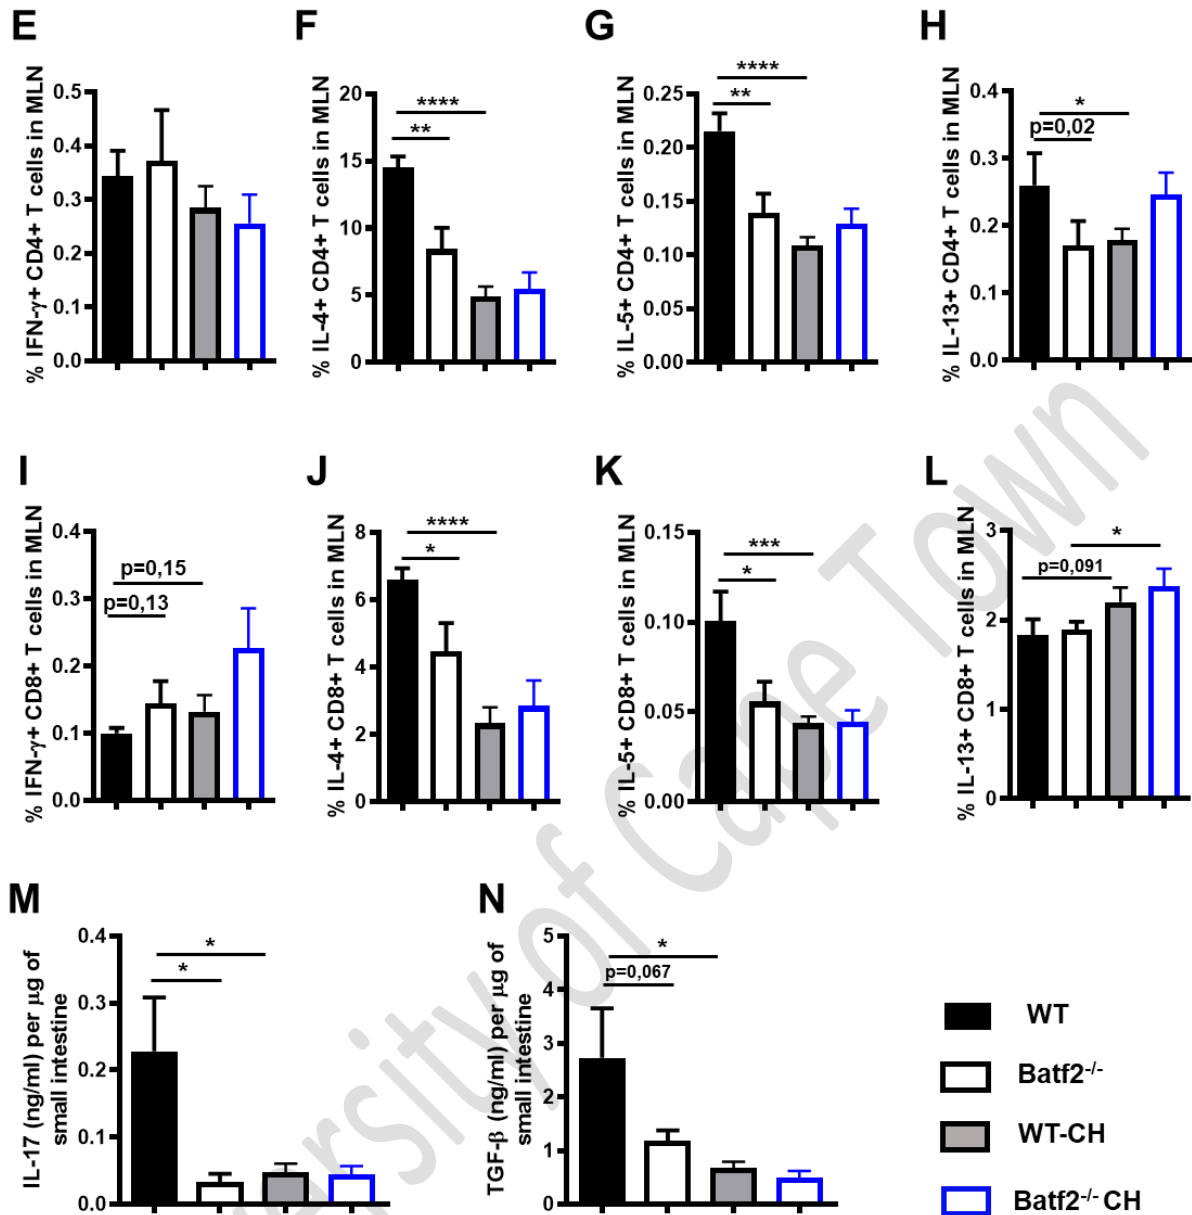 E
F
G
H
% IFN-γ+ CD4+ T cells in MLN
0.5
0.4
0.3
0.2
0.1
0.0
% IL-4+ CD4+ T cells in MLN
20
15
10
5
0
****
**
% IL-5+ CD4+ T cells in MLN
0.25
0.20
0.15
0.10
0.05
0.00
****
**
% IL-13+ CD4+ T cells in MLN
0.4
0.3
0.2
0.1
0.0
*
p=0,02
I
J
K
L
% IFN-γ+ CD8+ T cells in MLN
0.4
0.3
0.2
0.1
0.0
p=0,15
p=0,13
% IL-4+ CD8+ T cells in MLN
8
6
4
2
0
****
*
% IL-5+ CD8+ T cells in MLN
0.15
0.10
0.05
0.00
***
*
% IL-13+ CD8+ T cells in MLN
3
2
1
0
*
p=0,091
M
N
IL-17 (ng/ml) per μg of
small intestine
0.4
0.3
0.2
0.1
0.0
*
*
TGF-β (ng/ml) per μg of
small intestine
5
4
3
2
1
0
*
p=0,067
WT
Batf2⁻/⁻
WT-CH
Batf2⁻/⁻ CH
ersity of Cape Town